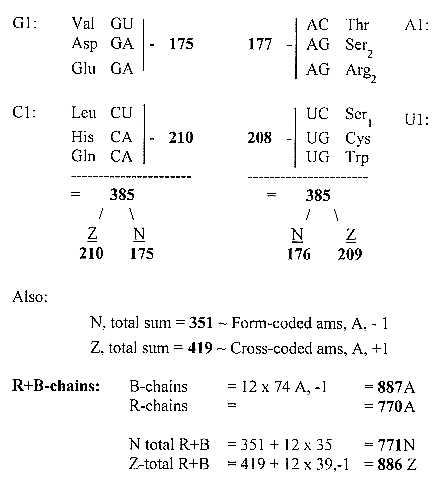 G1: Val GU 175 177 AC Thr A1:
Asp GA - 175 177 - AG Ser2
Glu GA AG Arg2
C1: Leu CU UC Ser1 U1:
His CA - 210 208 - UG Cys
Gln CA UG Trp
= 385 = 385
/ \ / \
Z N N Z
210 175 176 209
Also:
N, total sum = 351 ~ Form-coded ams, A, - 1
Z, total sum = 419 ~ Cross-coded ams, A, +1
R+B-chains: B-chains = 12 x 74 A, -1 = 887A
R-chains = = 770A
N total R+B = 351 + 12 x 35 = 771N
Z-total R+B = 419 + 12 x 39,-1 = 886 Z